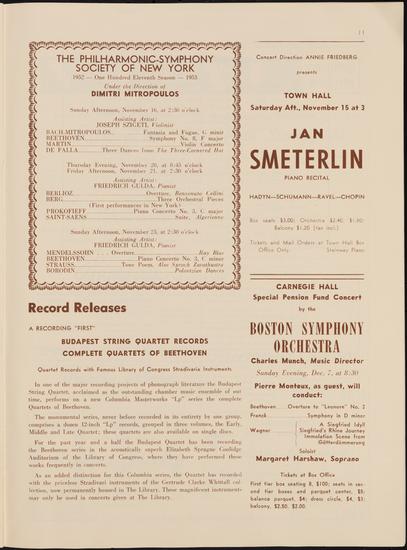 11
THE PHILHARMONIC-SYMPHONY
SOCIETY OF NEW YORK
1952 — One Hundred Eleventh Season — 1953
Under the Direction of
DIMITRI MITROPOULOS
Sunday Afternoon, November 16, at 2:30 o'clock
Assisting Artist:
JOSEPH SZIGETI, Violinist
BACH-MITROPOULOS.. Fantasia and Fugue, G minor
BEETHOVEN Symphony No. 8, F major
MARTIN Violin Concerto
DE FALLA Three Dances from The Three-Cornered Hat
Thursday Evening, November 20, at 8:45 o'clock
Friday Afternoon, November 21, at 2:30 o'clock
Assisting Artist:
FRIEDRICH GULDA, Pianist
BERLIOZ Overture, Benvenuto Cellini
BERG Three Orchestral Pieces
(First performances in New York)
PROKOFIEFF Piano Concerto No. 3, C major
SAINT-SAENS Suite, Algerienne
Sunday Afternoon, November 23, at 2:30 o'clock
Assisting Artist:
FRIEDRICH GULDA, Pianist
MENDELSSOHN Overture, Ruy Blas
BEETHOVEN Piano Concerto No. 3, C minor
STRAUSS Tone Poem, Also Sprach Zarathustra
BORODIN Polovtzian Dances
Record Releases
A RECORDING "FIRST"
BUDAPEST STRING QUARTET RECORDS
COMPLETE QUARTETS OF BEETHOVEN
Quartet Records with Famous Library of Congress Stradivaria Instruments
In one of the major recording projects of phonograph literature the Budapest
String Quartet, acclaimed as the outstanding chamber music ensemble of our
time, performs on a new Columbia Masterworks "Lp" series the complete
Quartets of Beethoven.
The monumental series, never before recorded in its entirety by one group,
comprises a dozen 12-inch "Lp" records, grouped in three volumes, the Early,
Middle and Late Quartet; these quartets are also available on single discs.
For the past year and a half the Budapest Quartet has been recording
the Beethoven series in the acoustically superb Elizabeth Sprague Coolidge
Auditorium of the Library of Congress, where they have performed these
works frequently in concerts.
As an added distinction for this Columbia series, the Quartet has recorded
with the priceless Stradivari instruments of the Gertrude Clarke Whittall col-
lection, now permanently housed in The Library. These magnificent instruments
may only be used in concerts given at The Library.
Concert Direction ANNIE FRIEDBERG
presents
TOWN HALL
Saturday Aft., November 15 at 3
JAN
SMETERLIN
PIANO RECITAL
HADYN—SCHUMANN—RAVEL—CHOPIN
Box seats $3.00; Orchestra $2.40, $1.80;
Balcony $1.20 (tax incl.)
Tickets and Mail Orders at Town Hall Box
Office Only. Steinway Piano
CARNEGIE HALL
Special Pension Fund Concert
by the
BOSTON SYMPHONY
ORCHESTRA
Charles Munch, Music Director
Sunday Evening, Dec. 7, at 8:30
Pierre Monteux, as guest, will
conduct:
Beethoven Overture to "Leonore" No. 2
Franck Symphony in D minor
A Siegfried Idyll
Wagner Siegfried's Rhine Journey
Immolation Scene from
Götterdämmerung
Soloist
Margaret Harshaw, Soprano
Tickets at Box Office
First tier box seating 8, $100; seats in sec-
ond tier boxes and parquet center, $5;
balance parquet, $4; dress circle, $4, $3;
balcony, $2.50, $2.00.